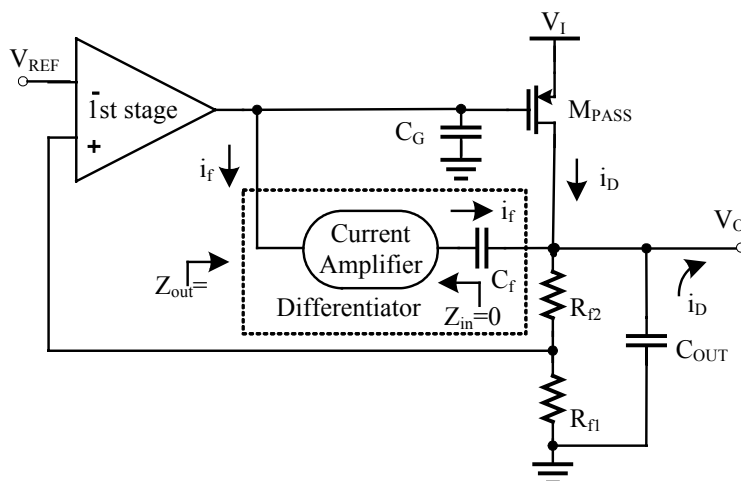 V_I
V_REF
-
1st stage
+
M_PASS
C_G
i_f
i_D
i_f
V_O
Current
Amplifier
C_f
Z_out=
Differentiator
Z_in=0
R_f2
i_D
C_OUT
R_f1